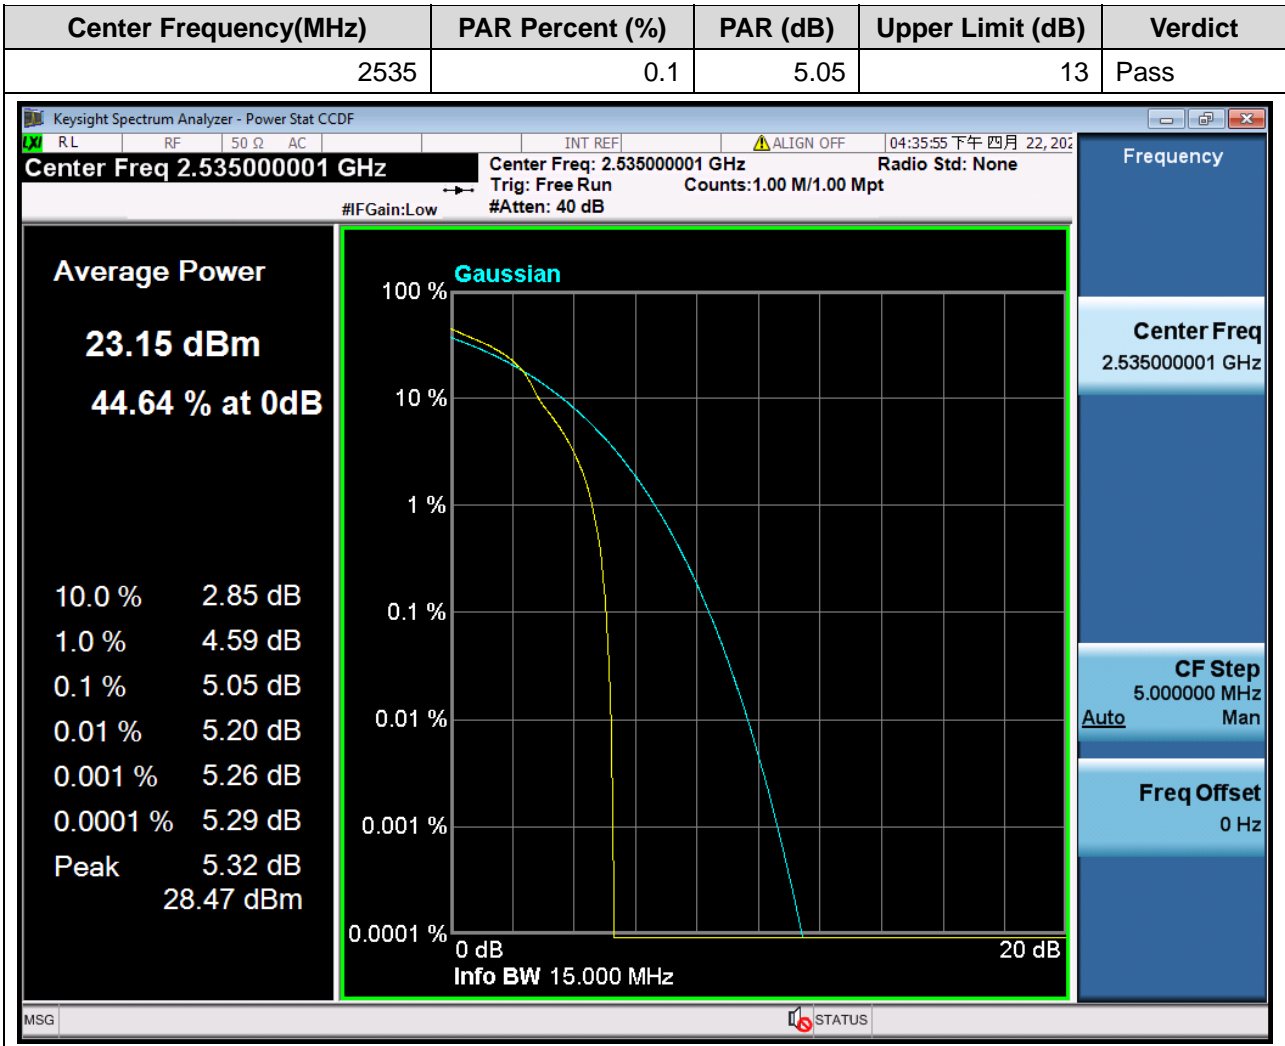 Center Frequency(MHz) PAR Percent (%) PAR (dB) Upper Limit (dB) Verdict
2535 0.1 5.05 13 Pass
Keysight Spectrum Analyzer - Power Stat CCDF
LXI RL RF 50 Ω AC INT REF ALIGN OFF 04:35:55 下午 四月 22, 202
Center Freq 2.535000001 GHz
#IFGain:Low
Center Freq: 2.535000001 GHz Radio Std: None
Trig: Free Run Counts:1.00 M/1.00 Mpt
#Atten: 40 dB
Average Power
23.15 dBm
44.64 % at 0dB
10.0 % 2.85 dB
1.0 % 4.59 dB
0.1 % 5.05 dB
0.01 % 5.20 dB
0.001 % 5.26 dB
0.0001 % 5.29 dB
Peak 5.32 dB
28.47 dBm
Gaussian
100 %
10 %
1 %
0.1 %
0.01 %
0.001 %
0.0001 %
0 dB 20 dB
Info BW 15.000 MHz
Frequency
Center Freq
2.535000001 GHz
CF Step
5.000000 MHz
Auto Man
Freq Offset
0 Hz
MSG STATUS